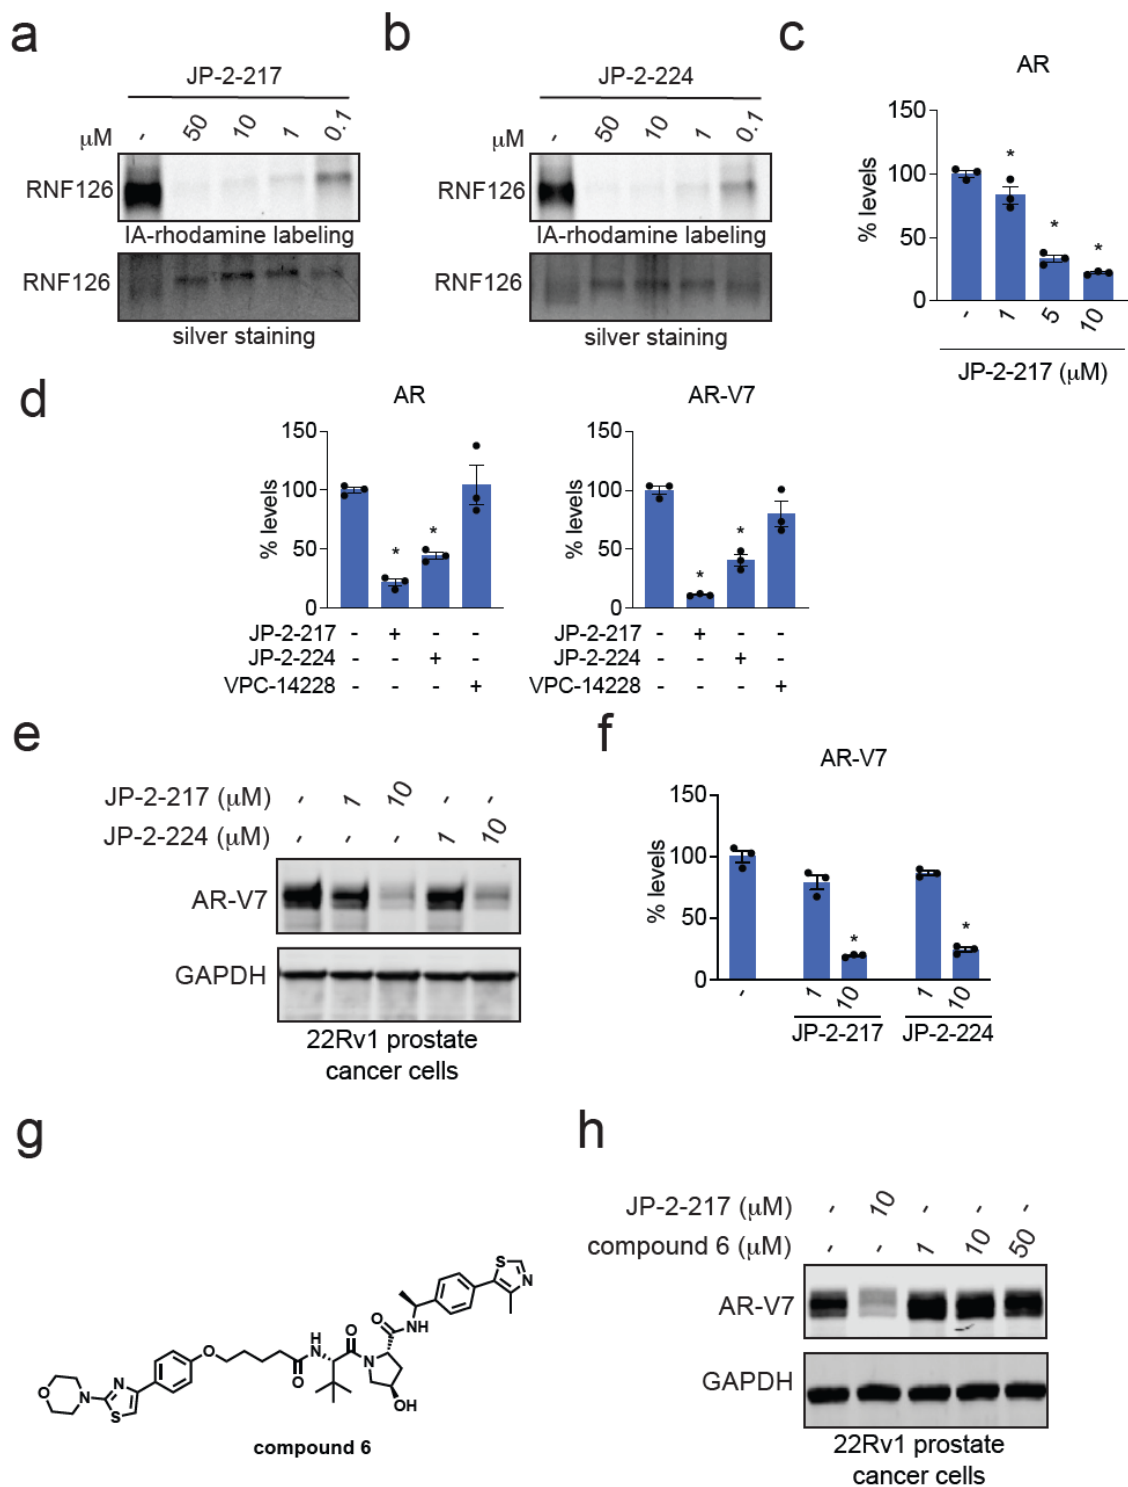 a
JP-2-217
μM - 50 10 1 0.1
RNF126
IA-rhodamine labeling
RNF126
silver staining
b
JP-2-224
μM - 50 10 1 0.1
RNF126
IA-rhodamine labeling
RNF126
silver staining
c
AR
% levels
150
100
50
0
* * *
- 1 5 10
JP-2-217 (μM)
d
AR
% levels
150
100
50
0
* *
JP-2-217 - + - -
JP-2-224 - - + -
VPC-14228 - - - +
AR-V7
% levels
150
100
50
0
* *
JP-2-217 - + - -
JP-2-224 - - + -
VPC-14228 - - - +
e
JP-2-217 (μM) - 1 10 - -
JP-2-224 (μM) - - - 1 10
AR-V7
GAPDH
22Rv1 prostate
cancer cells
f
AR-V7
% levels
150
100
50
0
* *
- 1 10 1 10
JP-2-217 JP-2-224
g
O N N S O O H N O N O NH S N OH
compound 6
h
JP-2-217 (μM) - 10 - - -
compound 6 (μM) - - 1 10 50
AR-V7
GAPDH
22Rv1 prostate
cancer cells